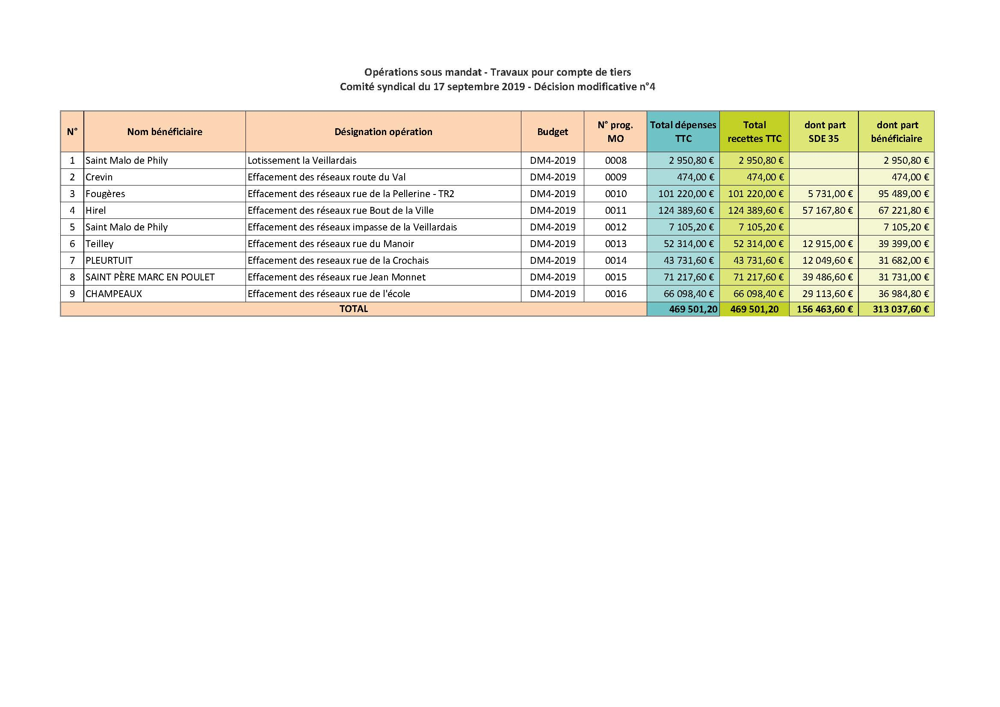 Opérations sous mandat - Travaux pour compte de tiers
Comité syndical du 17 septembre 2019 - Décision modificative n°4
N° Nom bénéficiaire Désignation opération Budget N° prog. MO Total dépenses TTC Total recettes TTC dont part SDE 35 dont part bénéficiaire
1 Saint Malo de Phily Lotissement la Veillardais DM4-2019 0008 2 950,80 € 2 950,80 € 2 950,80 €
2 Crevin Effacement des réseaux route du Val DM4-2019 0009 474,00 € 474,00 € 474,00 €
3 Fougères Effacement des réseaux rue de la Pellerine - TR2 DM4-2019 0010 101 220,00 € 101 220,00 € 5 731,00 € 95 489,00 €
4 Hirel Effacement des réseaux rue Bout de la Ville DM4-2019 0011 124 389,60 € 124 389,60 € 57 167,80 € 67 221,80 €
5 Saint Malo de Phily Effacement des réseaux impasse de la Veillardais DM4-2019 0012 7 105,20 € 7 105,20 € 7 105,20 €
6 Teilley Effacement des réseaux rue du Manoir DM4-2019 0013 52 314,00 € 52 314,00 € 12 915,00 € 39 399,00 €
7 PLEURTUIT Effacement des reseaux rue de la Crochais DM4-2019 0014 43 731,60 € 43 731,60 € 12 049,60 € 31 682,00 €
8 SAINT PÈRE MARC EN POULET Effacement des réseaux rue Jean Monnet DM4-2019 0015 71 217,60 € 71 217,60 € 39 486,60 € 31 731,00 €
9 CHAMPEAUX Effacement des réseaux rue de l'école DM4-2019 0016 66 098,40 € 66 098,40 € 29 113,60 € 36 984,80 €
TOTAL 469 501,20 469 501,20 156 463,60 € 313 037,60 €